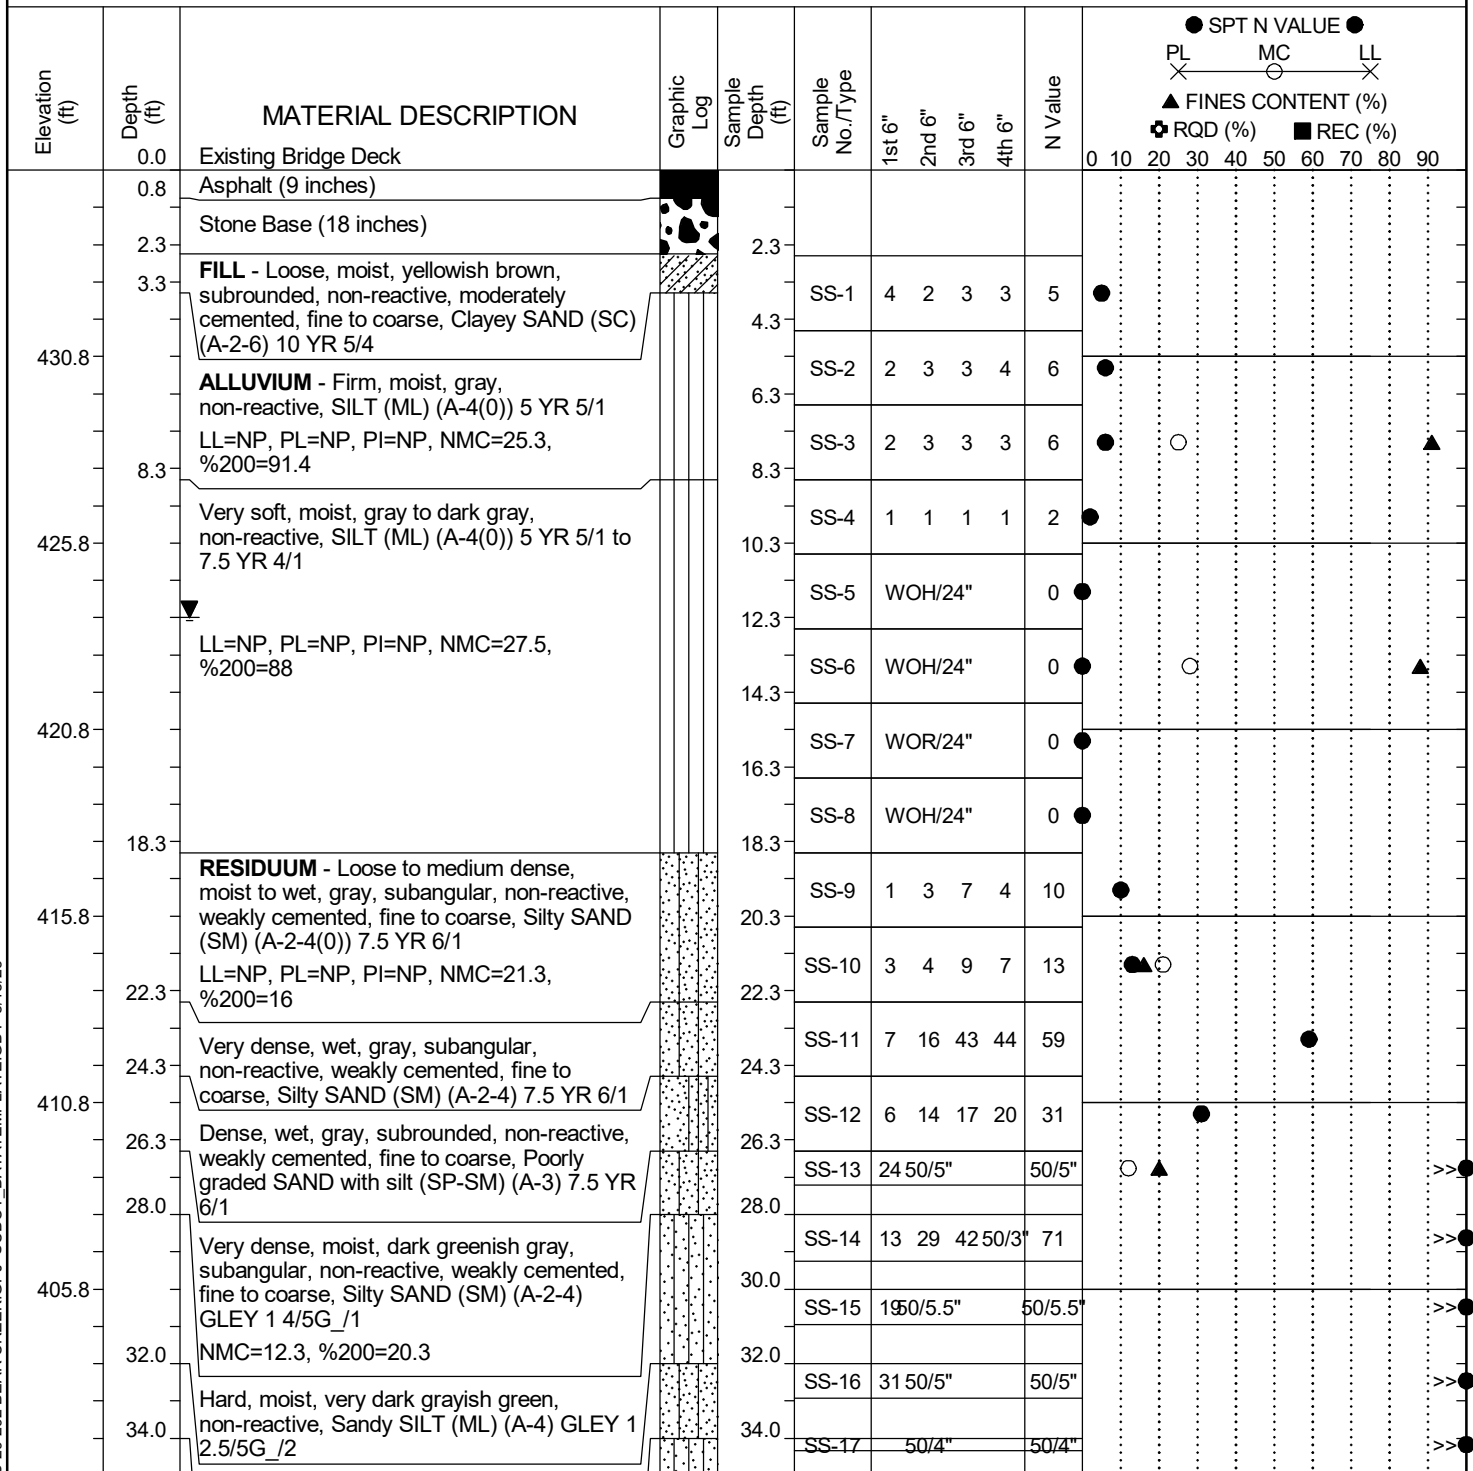 ● SPT N VALUE ●
PL MC LL
▲ FINES CONTENT (%)
RQD (%) ■ REC (%)
Elevation (ft)
Depth (ft)
MATERIAL DESCRIPTION
Graphic Log
Sample Depth (ft)
Sample No./Type
1st 6"
2nd 6"
3rd 6"
4th 6"
N Value
0 10 20 30 40 50 60 70 80 90
0.0 Existing Bridge Deck
0.8 Asphalt (9 inches)
Stone Base (18 inches)
2.3 2.3
FILL - Loose, moist, yellowish brown,
3.3 subrounded, non-reactive, moderately
cemented, fine to coarse, Clayey SAND (SC)
(A-2-6) 10 YR 5/4
SS-1 4 2 3 3 5
4.3
430.8
ALLUVIUM - Firm, moist, gray,
non-reactive, SILT (ML) (A-4(0)) 5 YR 5/1
SS-2 2 3 3 4 6
6.3
LL=NP, PL=NP, PI=NP, NMC=25.3,
%200=91.4
SS-3 2 3 3 3 6
8.3 8.3
Very soft, moist, gray to dark gray,
non-reactive, SILT (ML) (A-4(0)) 5 YR 5/1 to
7.5 YR 4/1
SS-4 1 1 1 1 2
425.8 10.3
SS-5 WOH/24" 0
12.3
LL=NP, PL=NP, PI=NP, NMC=27.5,
%200=88
SS-6 WOH/24" 0
14.3
420.8
SS-7 WOR/24" 0
16.3
SS-8 WOH/24" 0
18.3 18.3
RESIDUUM - Loose to medium dense,
moist to wet, gray, subangular, non-reactive,
weakly cemented, fine to coarse, Silty SAND
(SM) (A-2-4(0)) 7.5 YR 6/1
SS-9 1 3 7 4 10
415.8 20.3
LL=NP, PL=NP, PI=NP, NMC=21.3,
%200=16
SS-10 3 4 9 7 13
22.3 22.3
Very dense, wet, gray, subangular,
non-reactive, weakly cemented, fine to
coarse, Silty SAND (SM) (A-2-4) 7.5 YR 6/1
SS-11 7 16 43 44 59
24.3 24.3
410.8
SS-12 6 14 17 20 31
26.3 26.3
Dense, wet, gray, subrounded, non-reactive,
weakly cemented, fine to coarse, Poorly
graded SAND with silt (SP-SM) (A-3) 7.5 YR
6/1
SS-13 24 50/5" 50/5" >>
28.0 28.0
Very dense, moist, dark greenish gray,
subangular, non-reactive, weakly cemented,
fine to coarse, Silty SAND (SM) (A-2-4)
GLEY 1 4/5G_/1
SS-14 13 29 42 50/3" 71 >>
30.0
405.8
SS-15 19 50/5.5" 50/5.5" >>
NMC=12.3, %200=20.3
32.0 32.0
SS-16 31 50/5" 50/5" >>
Hard, moist, very dark grayish green,
non-reactive, Sandy SILT (ML) (A-4) GLEY 1
2.5/5G_/2
34.0 34.0
SS-17 50/4" 50/4" >>